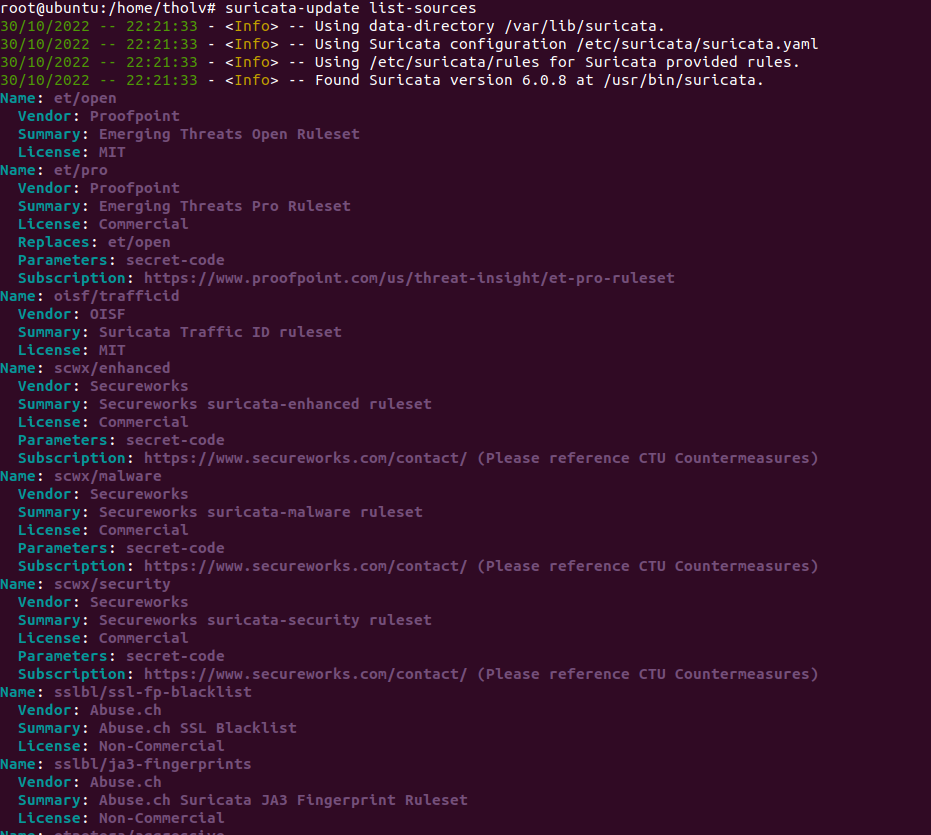 root@ubuntu:/home/tholv# suricata-update list-sources
30/10/2022 -- 22:21:33 - <Info> -- Using data-directory /var/lib/suricata.
30/10/2022 -- 22:21:33 - <Info> -- Using Suricata configuration /etc/suricata/suricata.yaml
30/10/2022 -- 22:21:33 - <Info> -- Using /etc/suricata/rules for Suricata provided rules.
30/10/2022 -- 22:21:33 - <Info> -- Found Suricata version 6.0.8 at /usr/bin/suricata.
Name: et/open
  Vendor: Proofpoint
  Summary: Emerging Threats Open Ruleset
  License: MIT
Name: et/pro
  Vendor: Proofpoint
  Summary: Emerging Threats Pro Ruleset
  License: Commercial
  Replaces: et/open
  Parameters: secret-code
  Subscription: https://www.proofpoint.com/us/threat-insight/et-pro-ruleset
Name: oisf/trafficid
  Vendor: OISF
  Summary: Suricata Traffic ID ruleset
  License: MIT
Name: scwx/enhanced
  Vendor: Secureworks
  Summary: Secureworks suricata-enhanced ruleset
  License: Commercial
  Parameters: secret-code
  Subscription: https://www.secureworks.com/contact/ (Please reference CTU Countermeasures)
Name: scwx/malware
  Vendor: Secureworks
  Summary: Secureworks suricata-malware ruleset
  License: Commercial
  Parameters: secret-code
  Subscription: https://www.secureworks.com/contact/ (Please reference CTU Countermeasures)
Name: scwx/security
  Vendor: Secureworks
  Summary: Secureworks suricata-security ruleset
  License: Commercial
  Parameters: secret-code
  Subscription: https://www.secureworks.com/contact/ (Please reference CTU Countermeasures)
Name: sslbl/ssl-fp-blacklist
  Vendor: Abuse.ch
  Summary: Abuse.ch SSL Blacklist
  License: Non-Commercial
Name: sslbl/ja3-fingerprints
  Vendor: Abuse.ch
  Summary: Abuse.ch Suricata JA3 Fingerprint Ruleset
  License: Non-Commercial
Name: